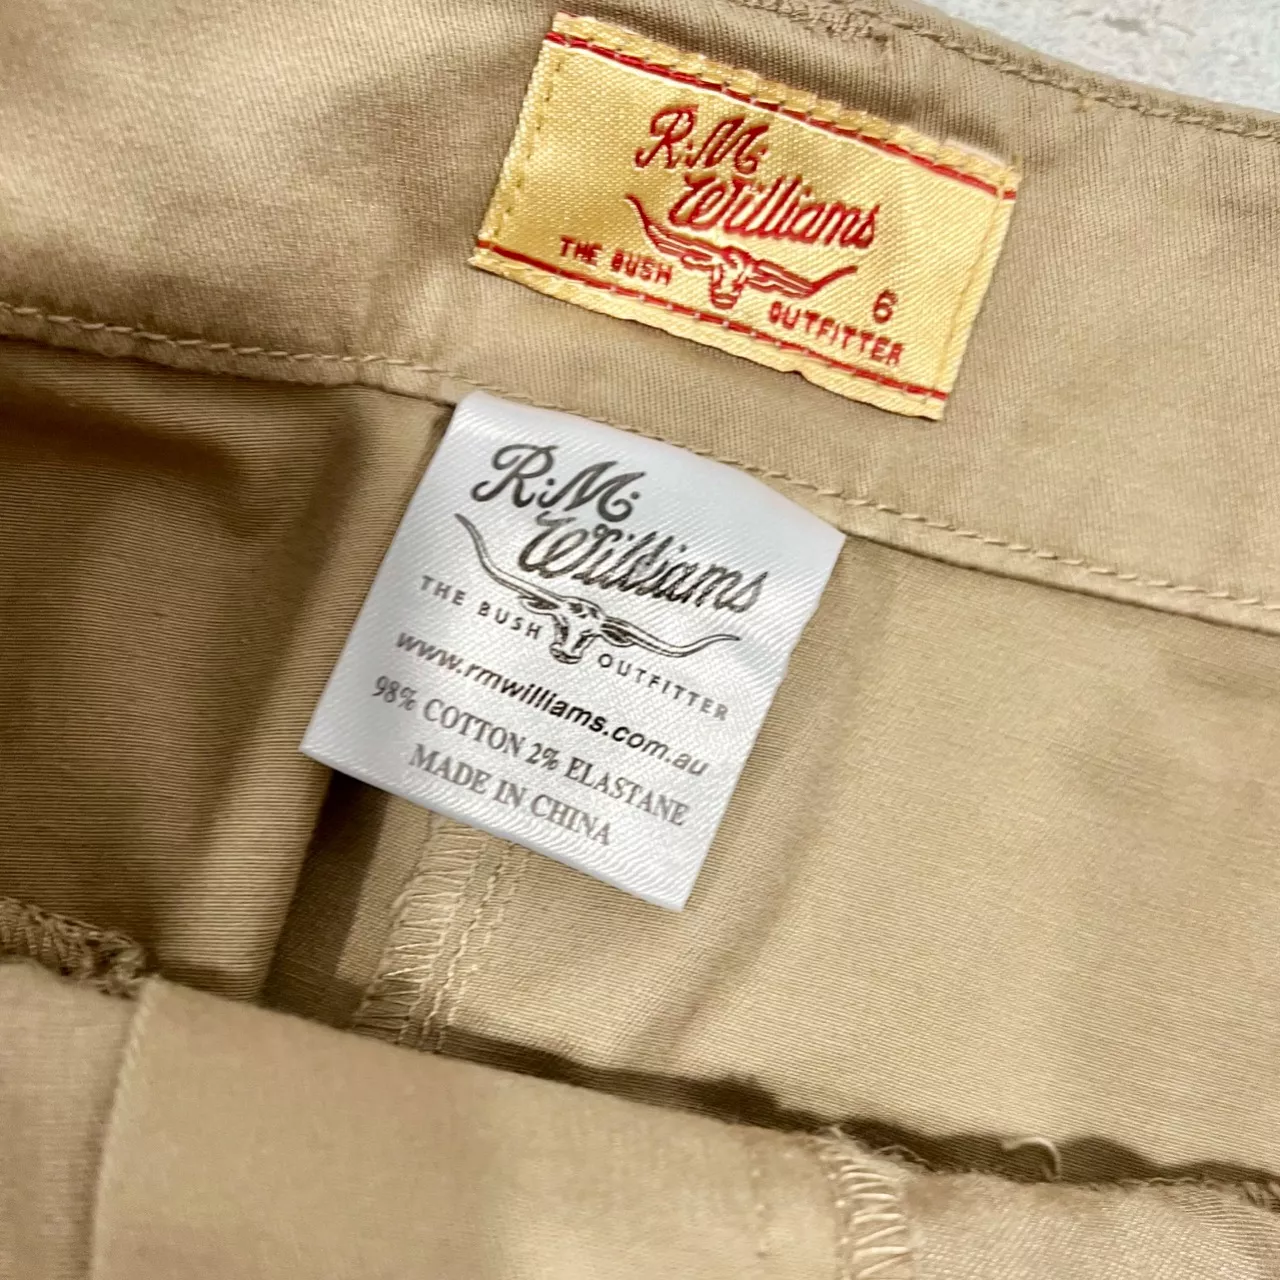 R.M.
Williams
THE BUSH
OUTFITTER
6
R.M.
Williams
THE BUSH
OUTFITTER
www.rmwilliams.com.au
98% COTTON 2% ELASTANE
MADE IN CHINA